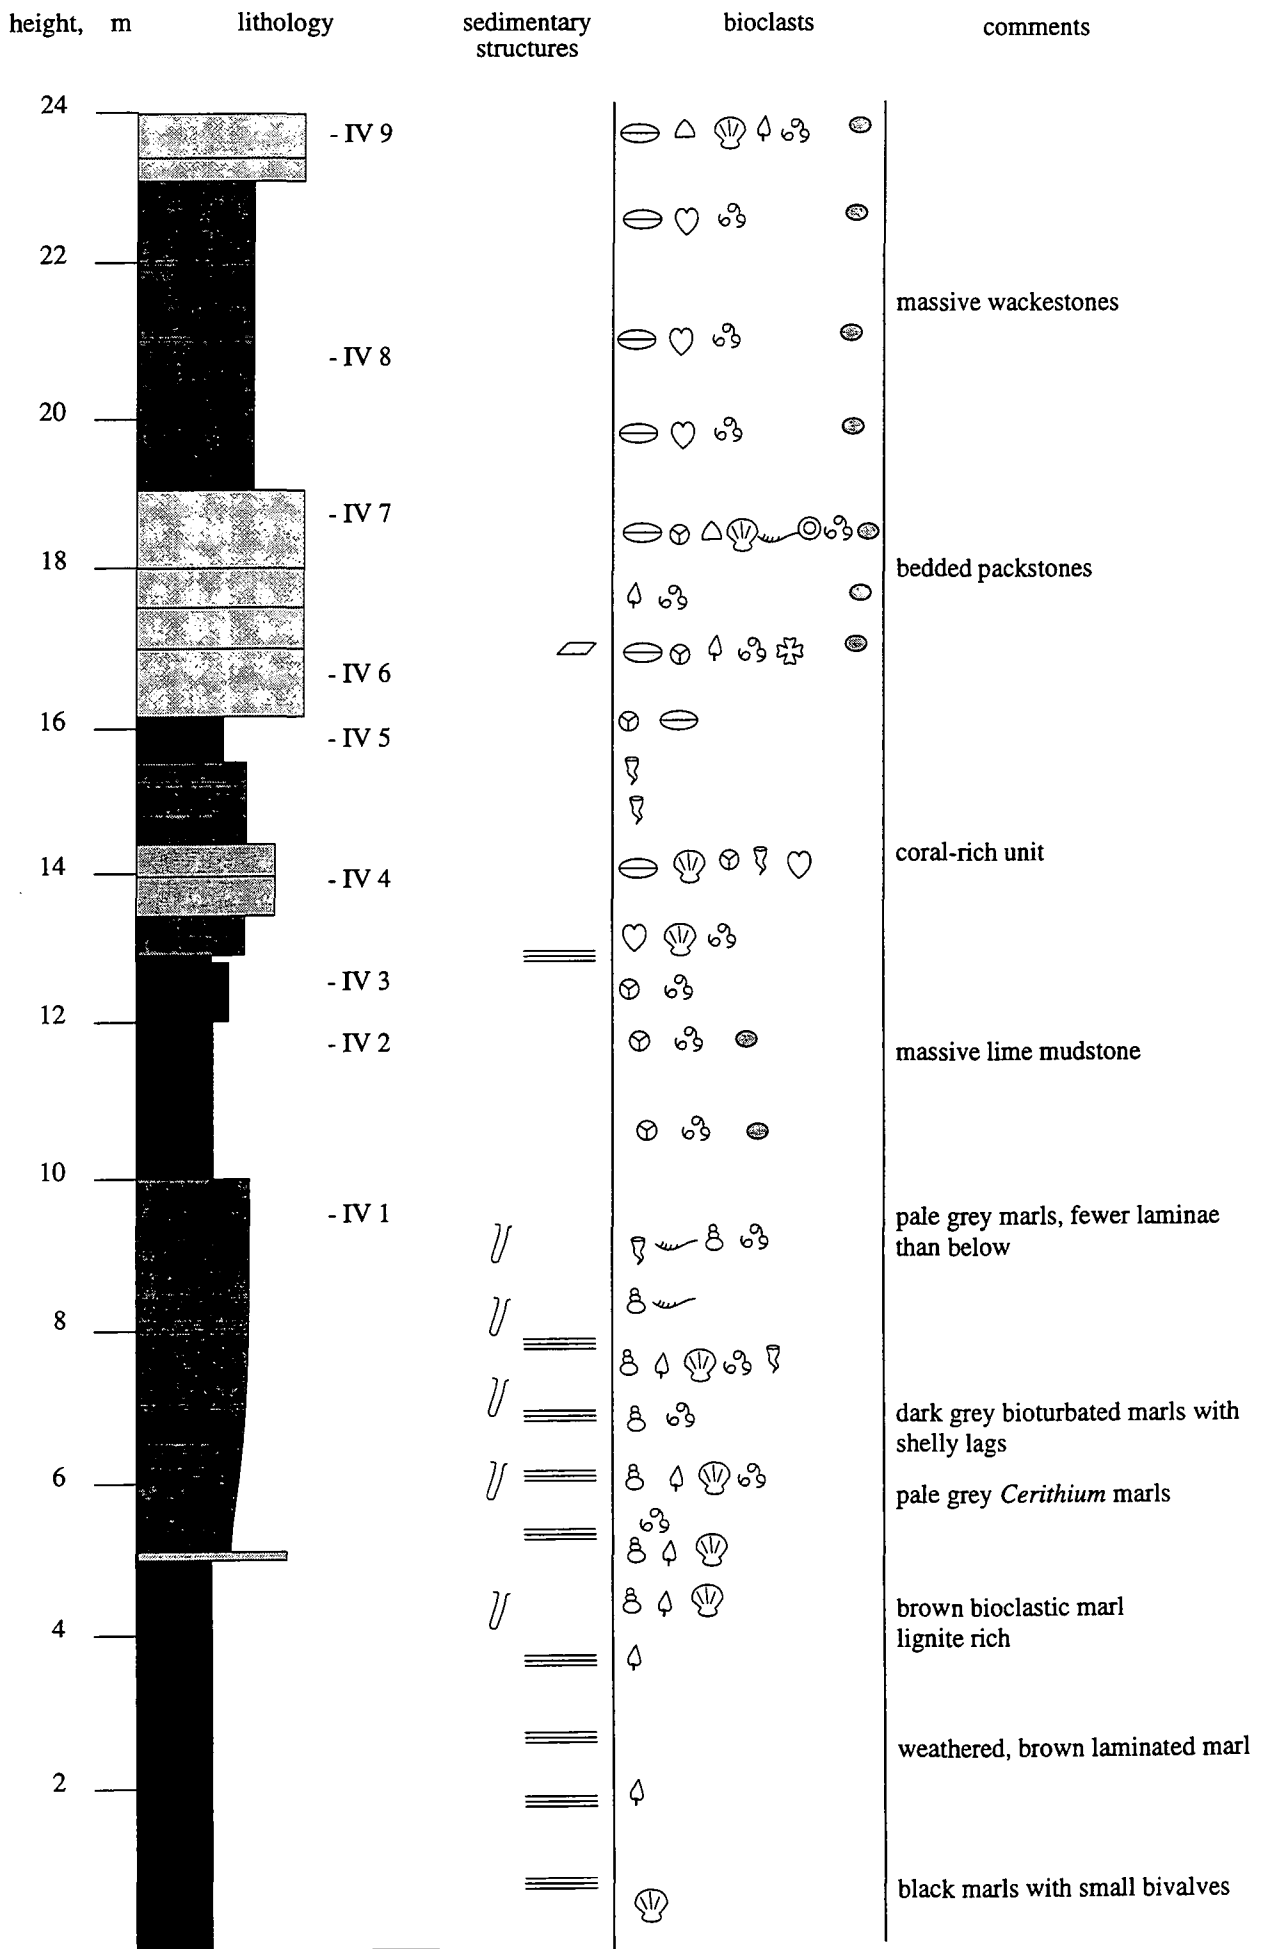 height, m lithology sedimentary structures bioclasts comments
24
- IV 9
22
massive wackestones
- IV 8
20
- IV 7
18
bedded packstones
- IV 6
16
- IV 5
14
coral-rich unit
- IV 4
- IV 3
12
- IV 2
massive lime mudstone
10
- IV 1
pale grey marls, fewer laminae
than below
8
dark grey bioturbated marls with
shelly lags
6
pale grey Cerithium marls
4
brown bioclastic marl
lignite rich
weathered, brown laminated marl
2
black marls with small bivalves